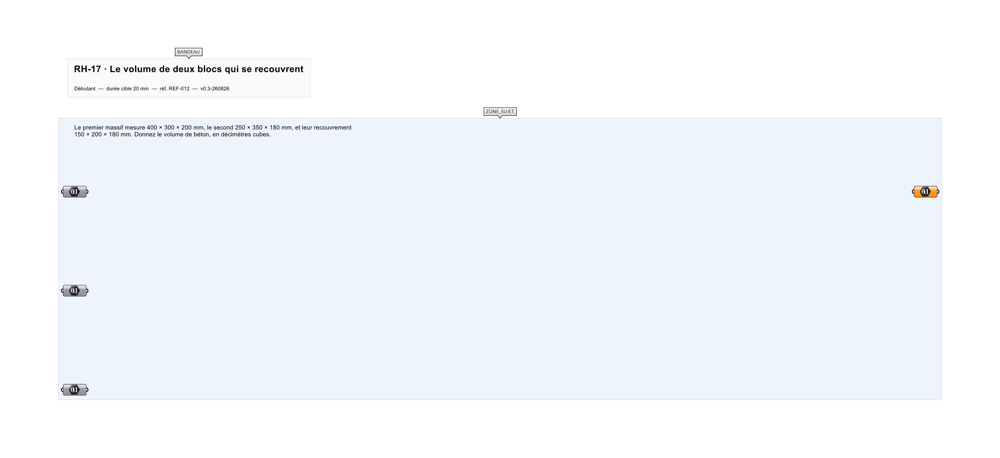 BANDEAU
RH-17 · Le volume de deux blocs qui se recouvrent
Débutant — durée cible 20 min — réf. REF-012 — v0.3-260826
ZONE_SUJET
Le premier massif mesure 400 × 300 × 200 mm, le second 250 × 350 × 180 mm, et leur recouvrement
150 × 200 × 180 mm. Donnez le volume de béton, en décimètres cubes.
0.1
0.1
0.1
0.1